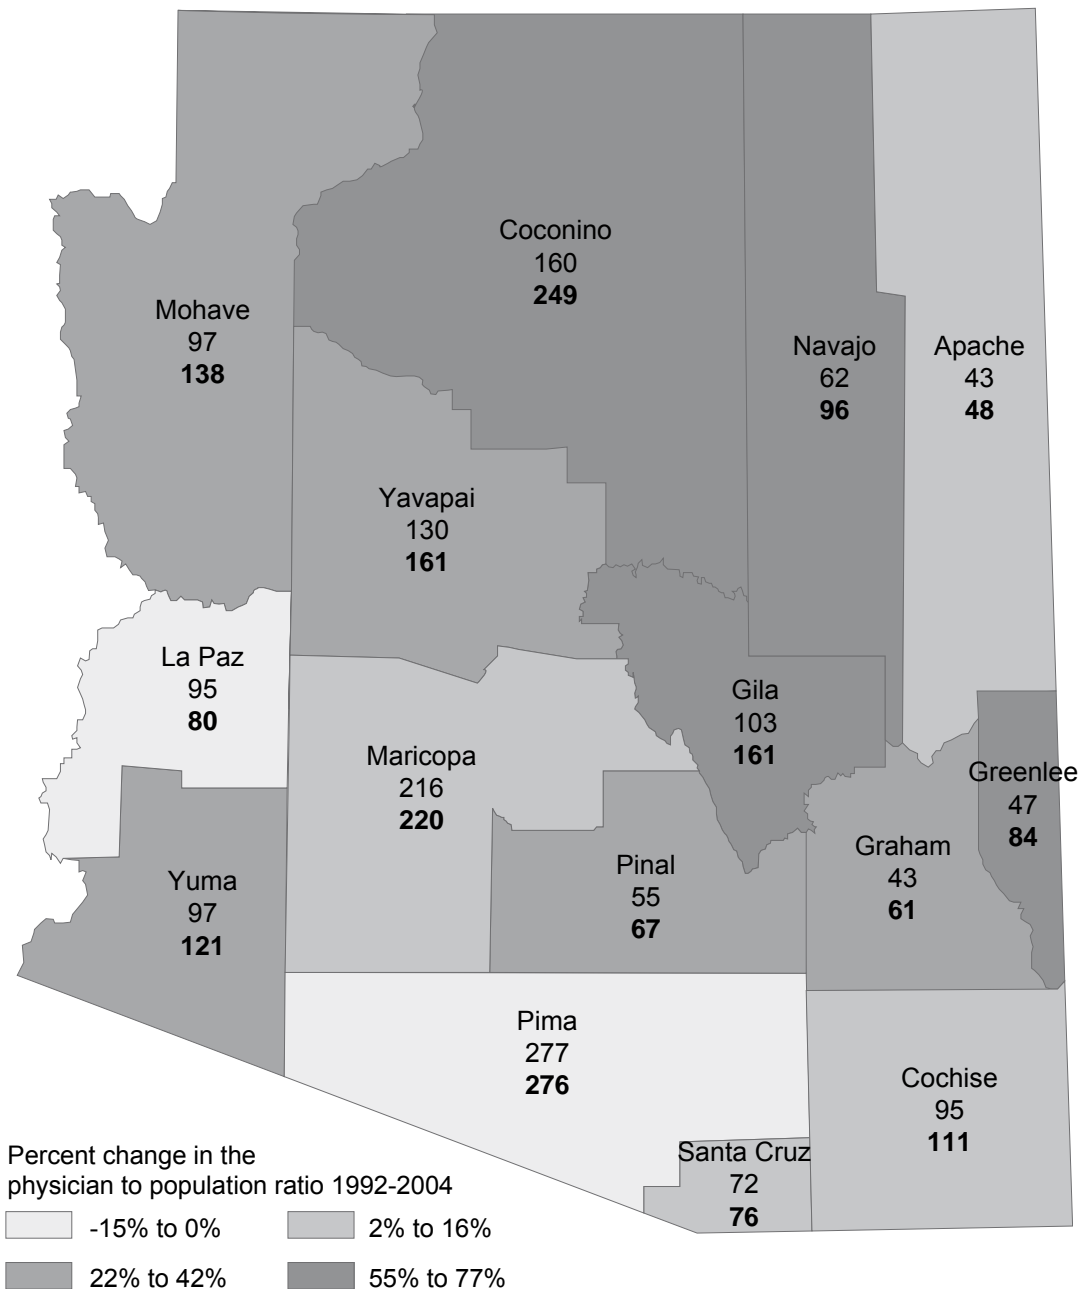 Coconino
160
249
Mohave
97
138
Navajo
62
96
Apache
43
48
Yavapai
130
161
La Paz
95
80
Gila
103
161
Maricopa
216
220
Greenlee
47
84
Graham
43
61
Pinal
55
67
Yuma
97
121
Pima
277
276
Cochise
95
111
Santa Cruz
72
76
Percent change in the
physician to population ratio 1992-2004
-15% to 0%
2% to 16%
22% to 42%
55% to 77%